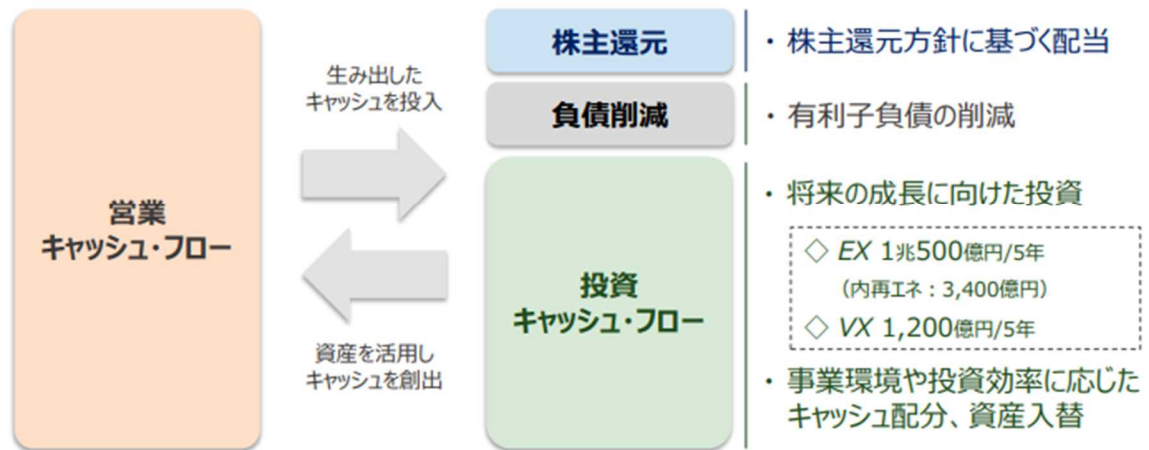 営業
キャッシュ・フロー
生み出した
キャッシュを投入
資産を活用し
キャッシュを創出
株主還元
・ 株主還元方針に基づく配当
負債削減
・ 有利子負債の削減
投資
キャッシュ・フロー
・ 将来の成長に向けた投資
◇ EX 1兆500億円/5年
（内再エネ：3,400億円）
◇ VX 1,200億円/5年
・ 事業環境や投資効率に応じた
キャッシュ配分、資産入替